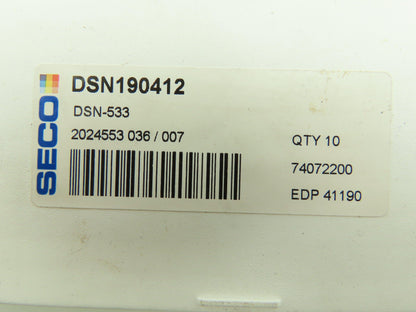 SECO
DSN190412
DSN-533
2024553 036 / 007
QTY 10
74072200
EDP 41190